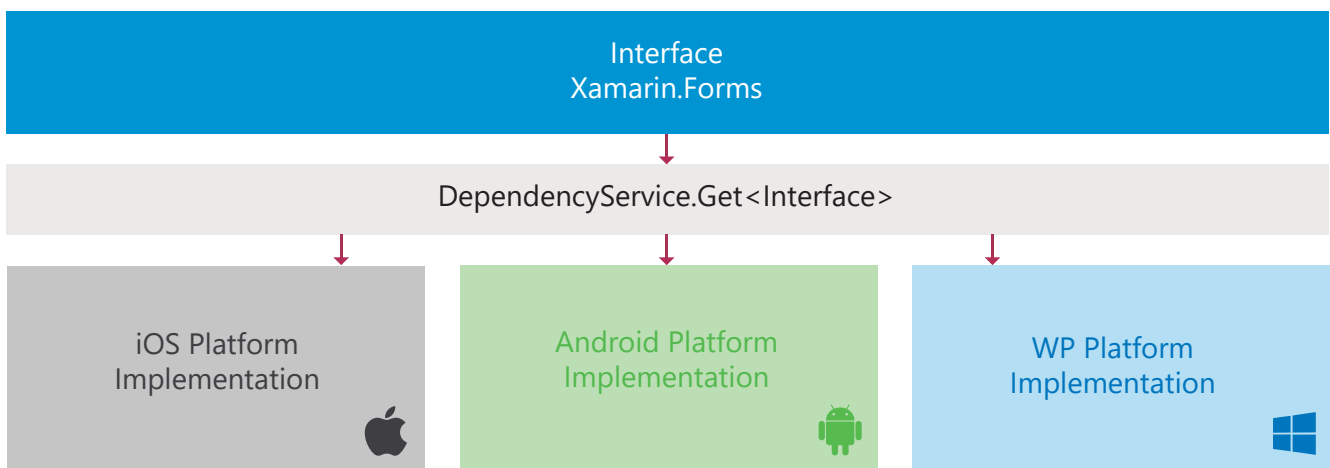 Interface
Xamarin.Forms
DependencyService.Get<Interface>
iOS Platform
Implementation
Android Platform
Implementation
WP Platform
Implementation